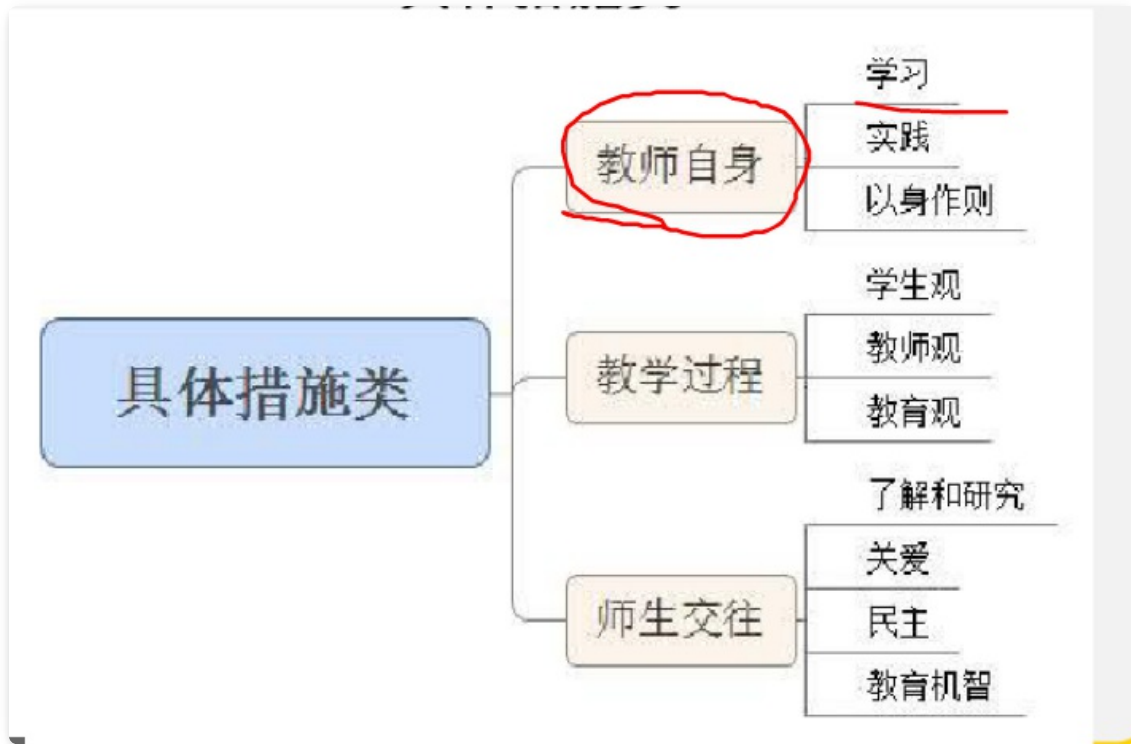 具体措施类
教师自身
学习
实践
以身作则
教学过程
学生观
教师观
教育观
师生交往
了解和研究
关爱
民主
教育机智